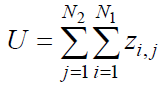 U = \sum_{j=1}^{N_2} \sum_{i=1}^{N_1} z_{i,j}